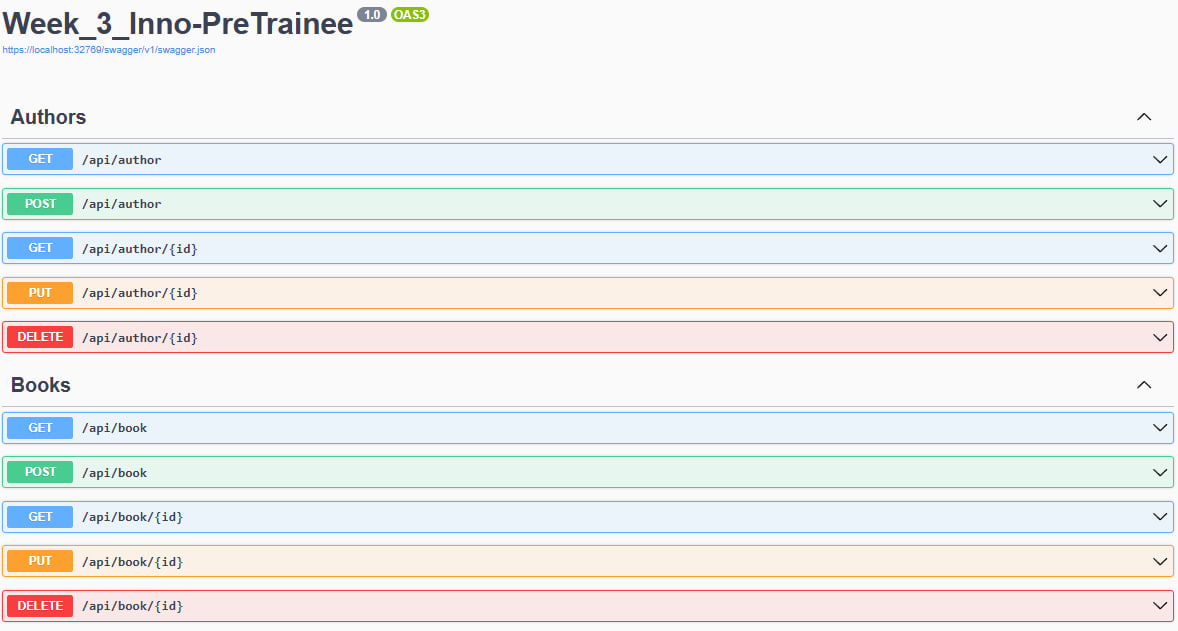 Week_3_Inno-PreTrainee 1.0 OAS3
https://localhost:32769/swagger/v1/swagger.json
Authors
GET /api/author
POST /api/author
GET /api/author/{id}
PUT /api/author/{id}
DELETE /api/author/{id}
Books
GET /api/book
POST /api/book
GET /api/book/{id}
PUT /api/book/{id}
DELETE /api/book/{id}